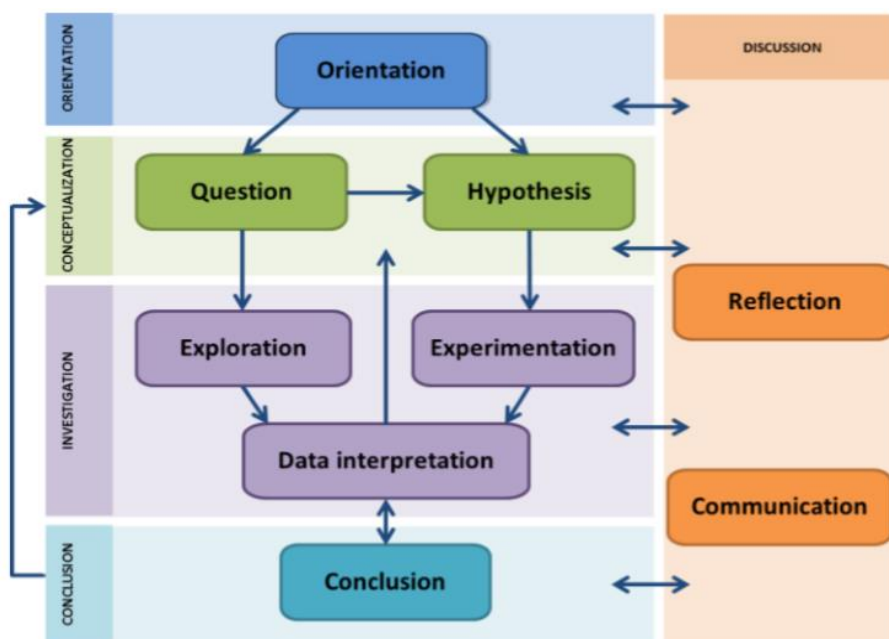 ORIENTATION
Orientation
CONCEPTUALIZATION
Question
Hypothesis
INVESTIGATION
Exploration
Experimentation
Data interpretation
CONCLUSION
Conclusion
DISCUSSION
Reflection
Communication